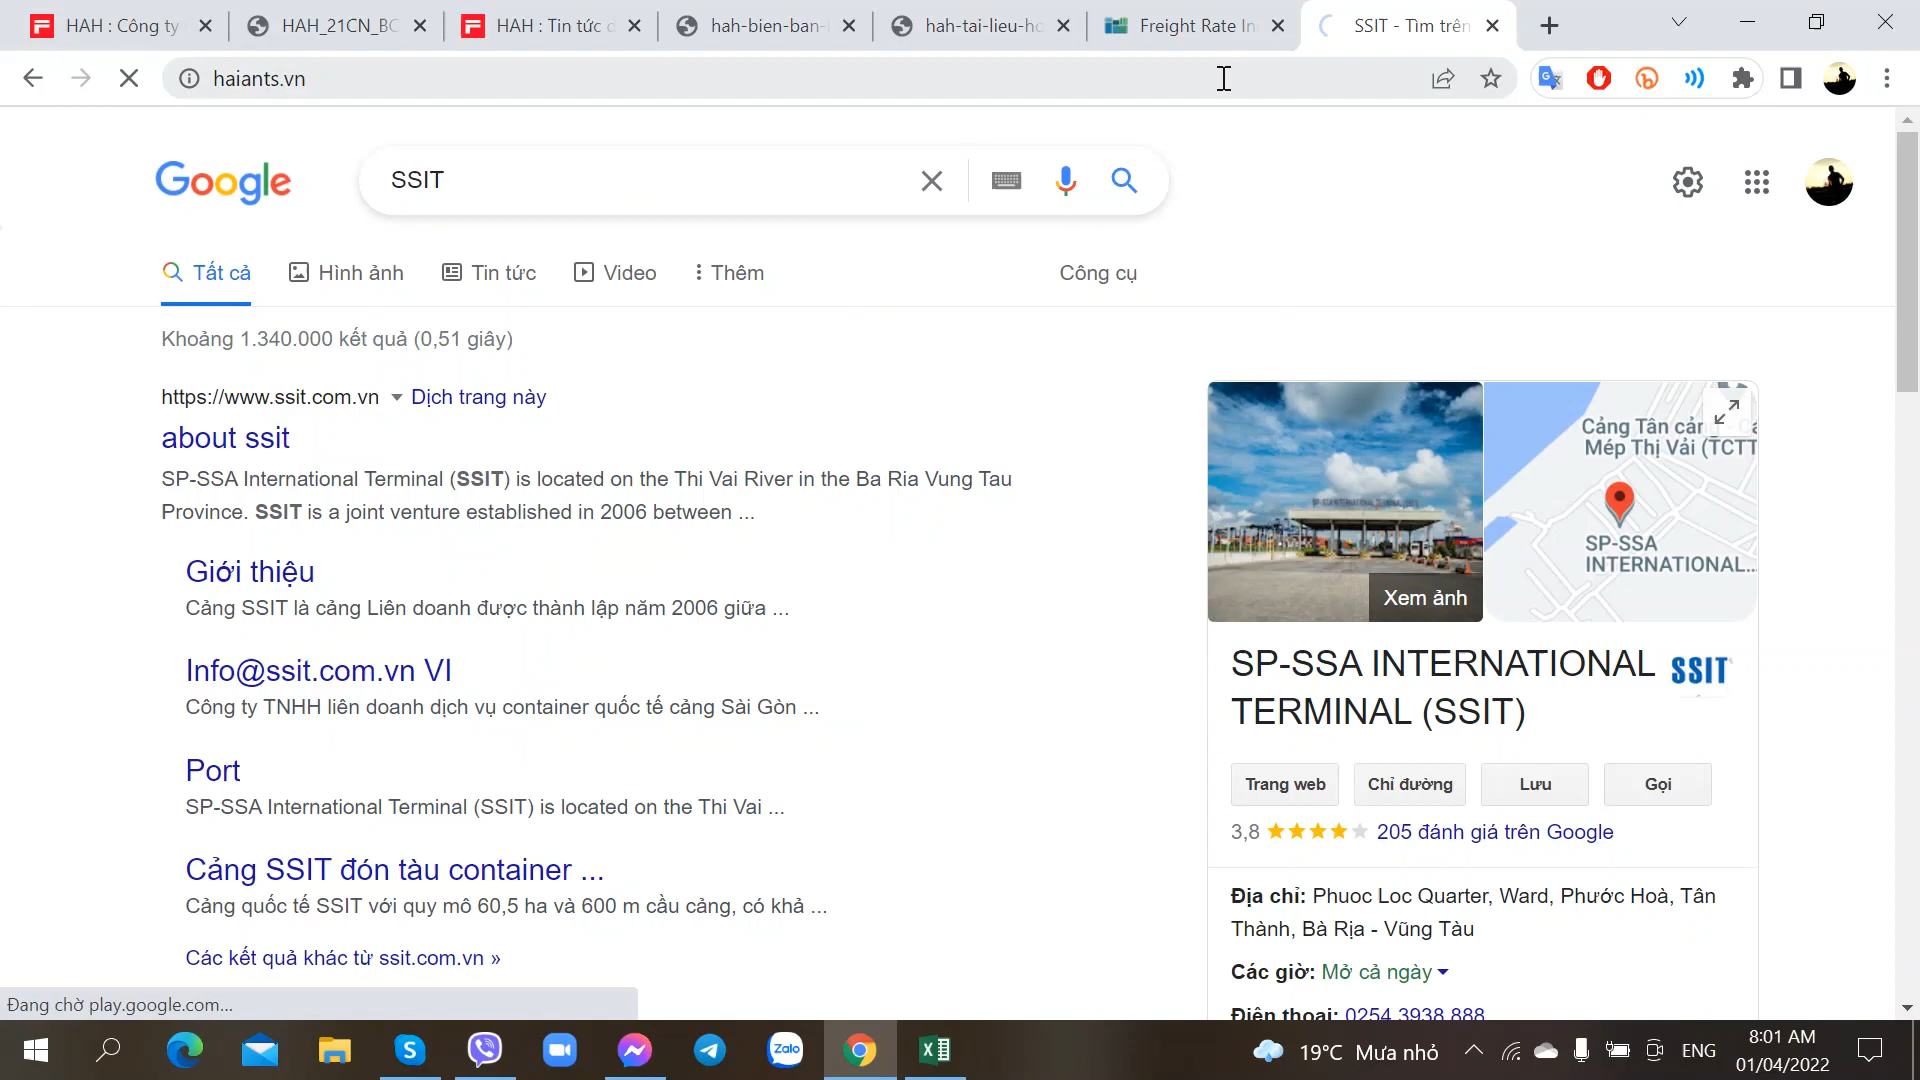 HAH : Công ty
HAH_21CN_BC
HAH : Tin tức d
hah-bien-ban-
hah-tai-lieu-ho
Freight Rate In
SSIT - Tìm trên
haiants.vn
Google
SSIT
Tất cả
Hình ảnh
Tin tức
Video
Thêm
Công cụ
Khoảng 1.340.000 kết quả (0,51 giây)
https://www.ssit.com.vn
Dịch trang này
about ssit
SP-SSA International Terminal (SSIT) is located on the Thi Vai River in the Ba Ria Vung Tau
Province. SSIT is a joint venture established in 2006 between ...
Giới thiệu
Cảng SSIT là cảng Liên doanh được thành lập năm 2006 giữa ...
Info@ssit.com.vn VI
Công ty TNHH liên doanh dịch vụ container quốc tế cảng Sài Gòn ...
Port
SP-SSA International Terminal (SSIT) is located on the Thi Vai ...
Cảng SSIT đón tàu container ...
Cảng quốc tế SSIT với quy mô 60,5 ha và 600 m cầu cảng, có khả ...
Các kết quả khác từ ssit.com.vn »
Xem ảnh
Cảng Tân cảng - Cá
Mép Thị Vải (TCTT
SP-SSA
INTERNATIONAL...
SP-SSA INTERNATIONAL
TERMINAL (SSIT)
SSIT
Trang web
Chỉ đường
Lưu
Gọi
3,8
205 đánh giá trên Google
Địa chỉ: Phuoc Loc Quarter, Ward, Phước Hoà, Tân
Thành, Bà Rịa - Vũng Tàu
Các giờ: Mở cả ngày
Điện thoại: 0254 3938 888
Đang chờ play.google.com...
Zalo
19°C Mưa nhỏ
ENG
8:01 AM
01/04/2022